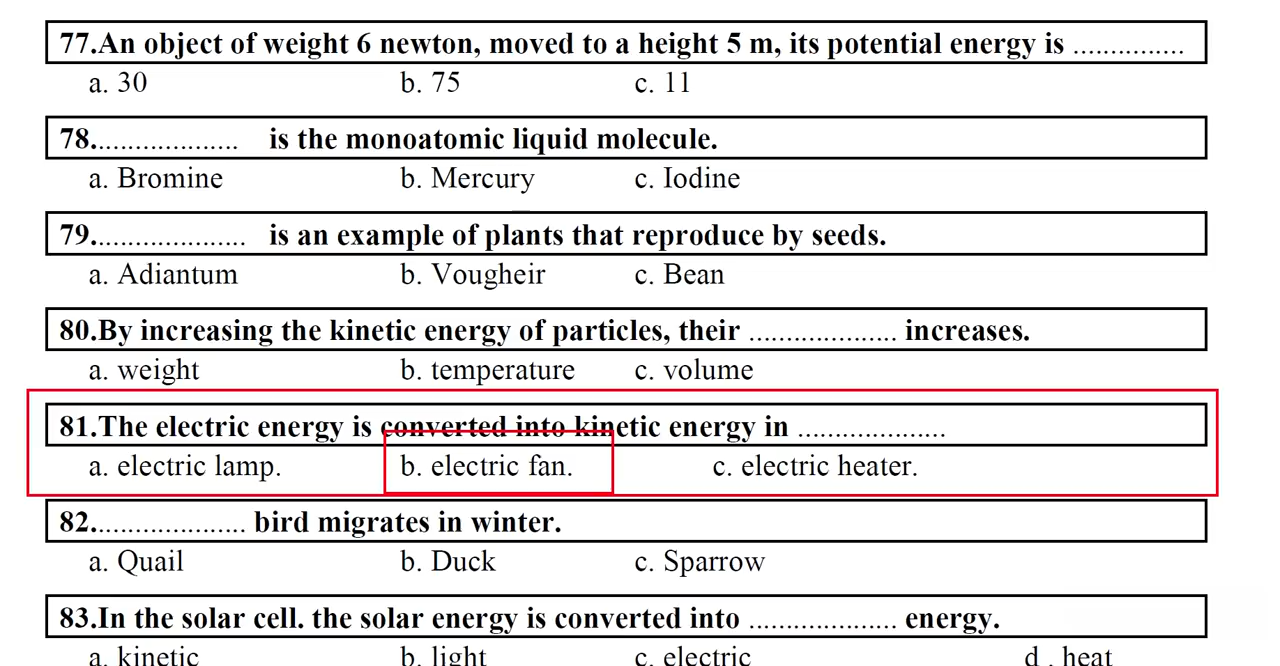 77.An object of weight 6 newton, moved to a height 5 m, its potential energy is ...............
a. 30 b. 75 c. 11
78.................... is the monoatomic liquid molecule.
a. Bromine b. Mercury c. Iodine
79..................... is an example of plants that reproduce by seeds.
a. Adiantum b. Vougheir c. Bean
80.By increasing the kinetic energy of particles, their .................... increases.
a. weight b. temperature c. volume
81.The electric energy is converted into kinetic energy in ....................
a. electric lamp. b. electric fan. c. electric heater.
82..................... bird migrates in winter.
a. Quail b. Duck c. Sparrow
83.In the solar cell. the solar energy is converted into .................... energy.
a. kinetic b. light c. electric d . heat